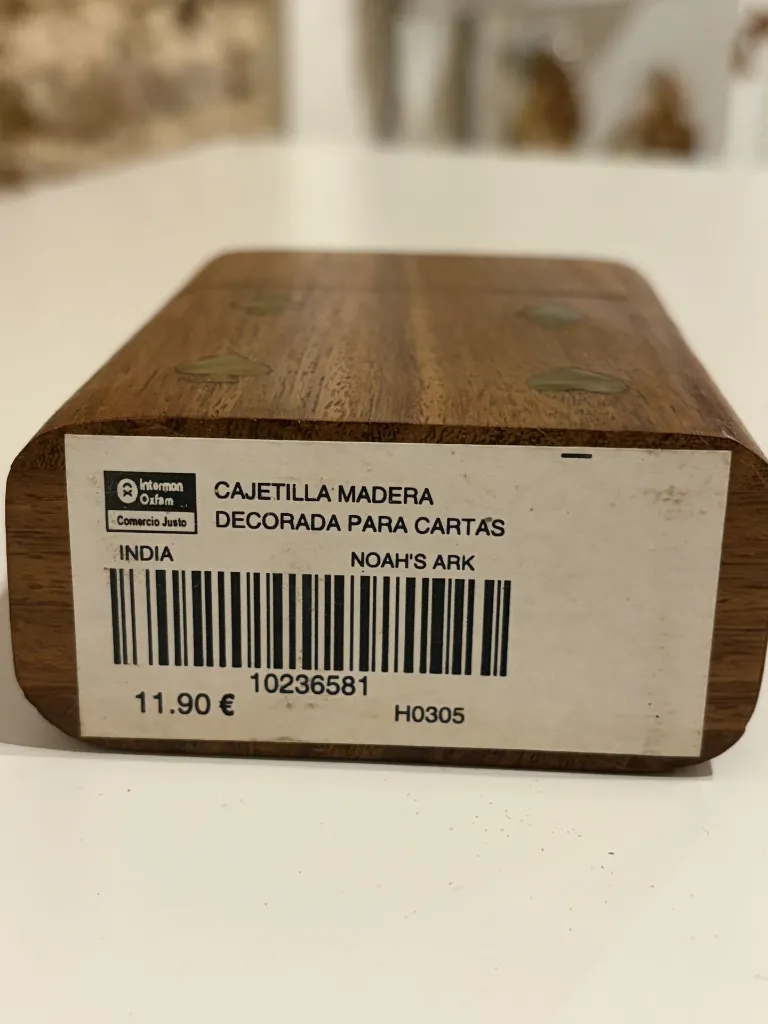 Intermon
Oxfam
Comercio Justo
CAJETILLA MADERA
DECORADA PARA CARTAS
INDIA NOAH'S ARK
10236581
11.90 € H0305